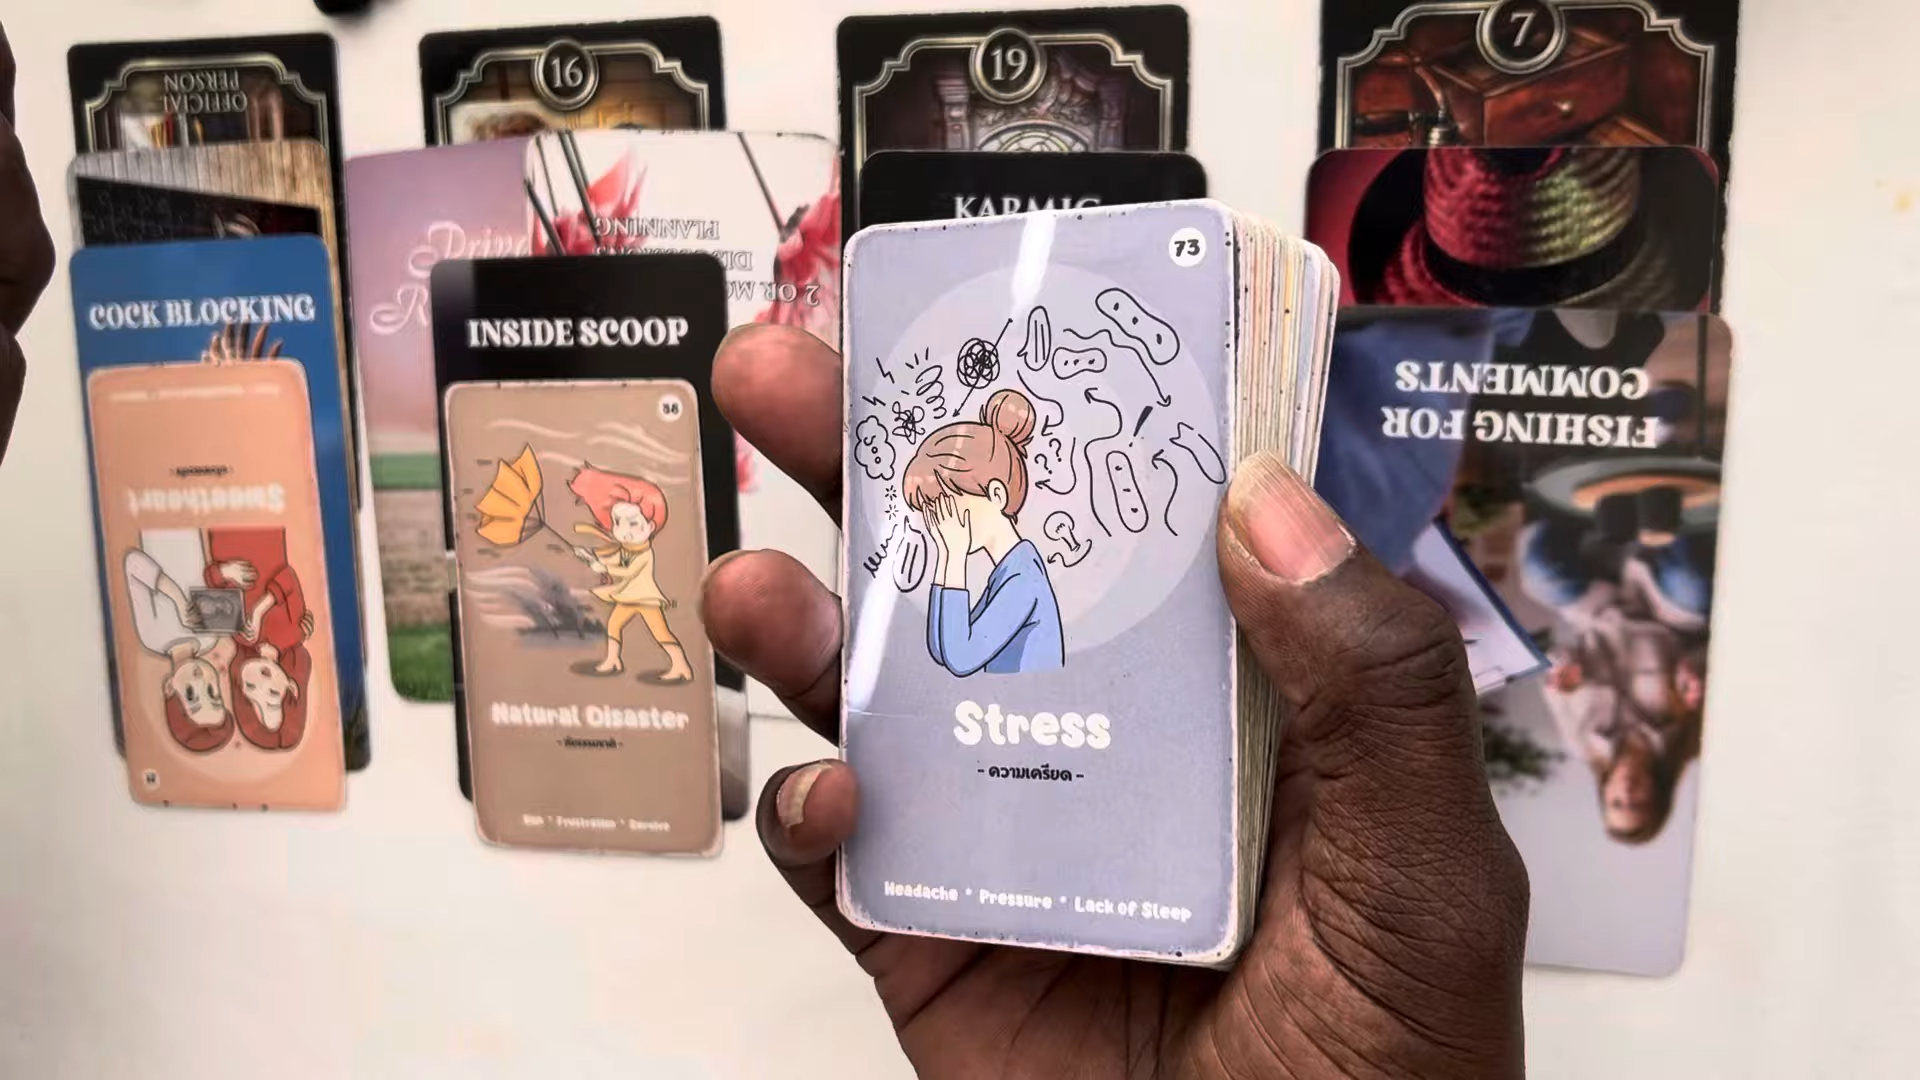 OFFICIAL
PERSON
16
19
7
PLANNING
2 OR MO
KARMIC
COCK BLOCKING
INSIDE SCOOP
FISHING FOR
COMMENTS
Sweetheart
58
Natural Disaster
73
Stress
- ความเครียด -
Headache * Pressure * Lack of Sleep